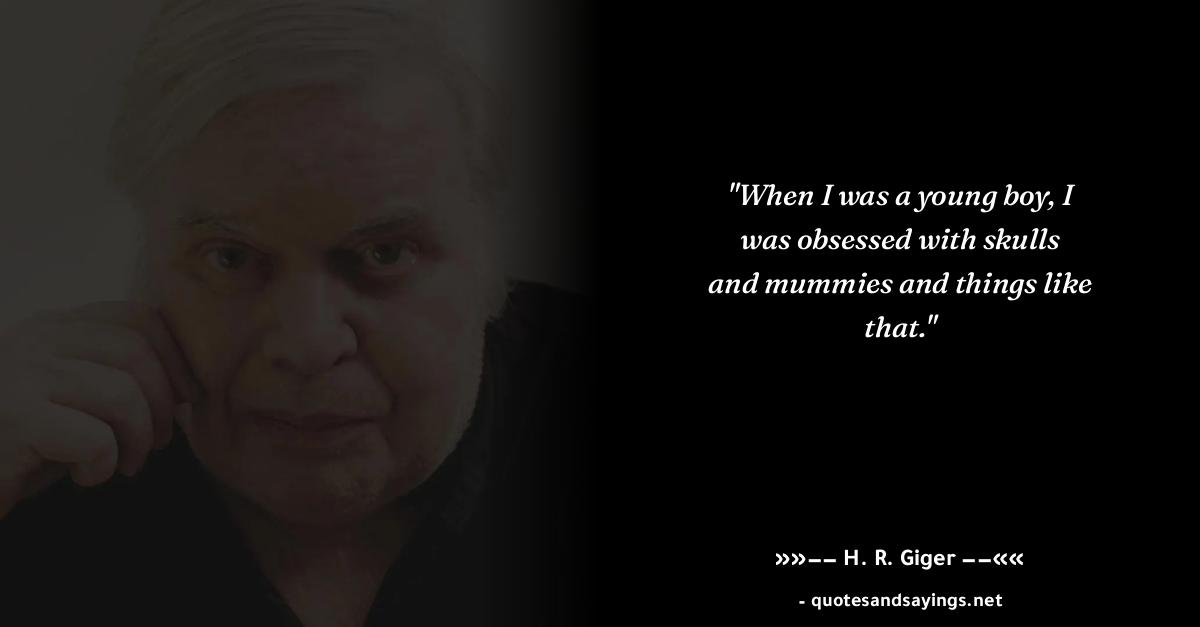 "When I was a young boy, I
was obsessed with skulls
and mummies and things like
that."
»»–– H. R. Giger ––««
- quotesandsayings.net